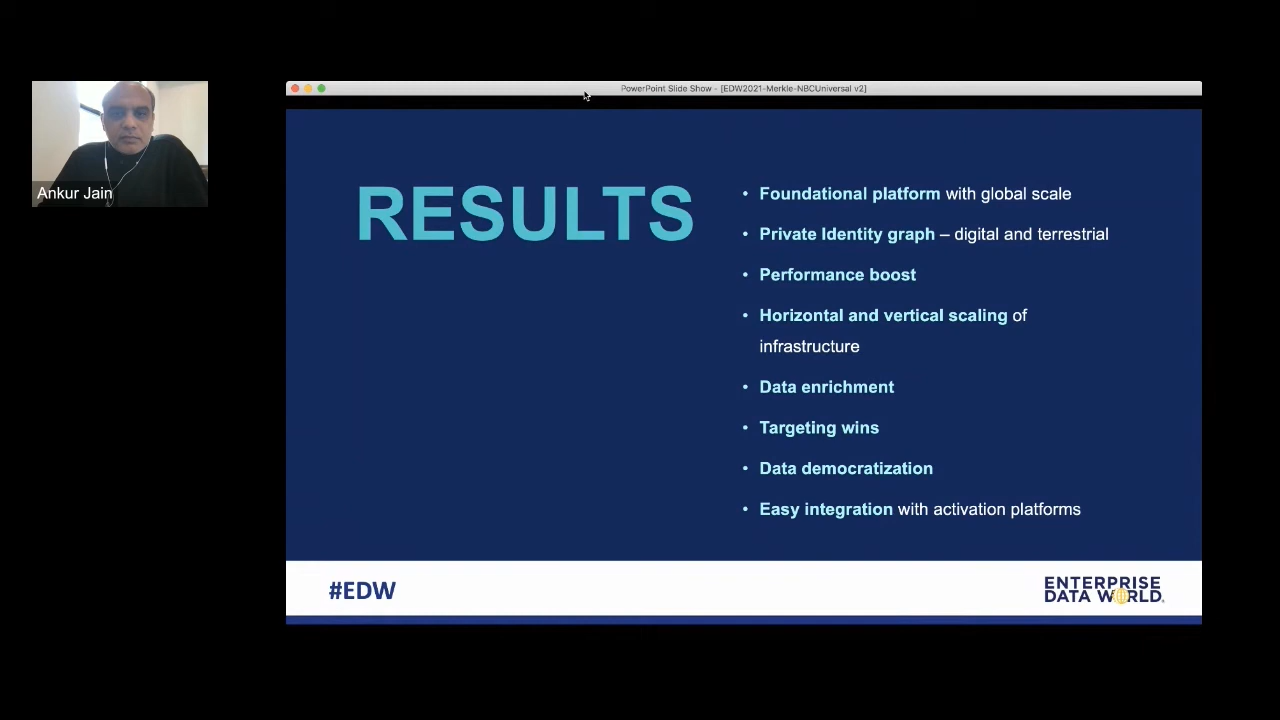 PowerPoint Slide Show - [EDW2021-Merkle-NBCUniversal v2]
Ankur Jain
RESULTS
• Foundational platform with global scale
• Private Identity graph – digital and terrestrial
• Performance boost
• Horizontal and vertical scaling of
infrastructure
• Data enrichment
• Targeting wins
• Data democratization
• Easy integration with activation platforms
#EDW
ENTERPRISE
DATA WORLD